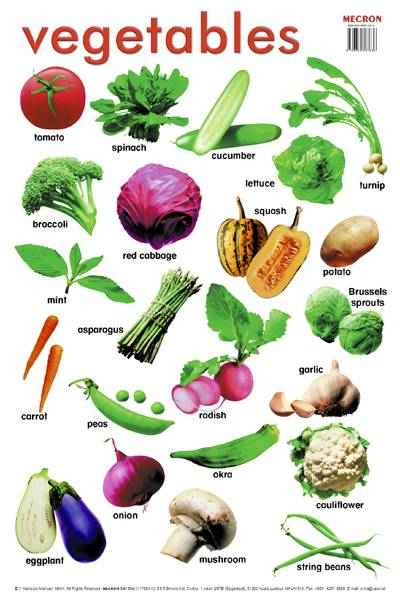 vegetables
MECRON
tomato
spinach
cucumber
lettuce
turnip
broccoli
red cabbage
squash
potato
mint
asparagus
Brussels
sprouts
carrot
peas
radish
garlic
okra
cauliflower
onion
eggplant
mushroom
string beans